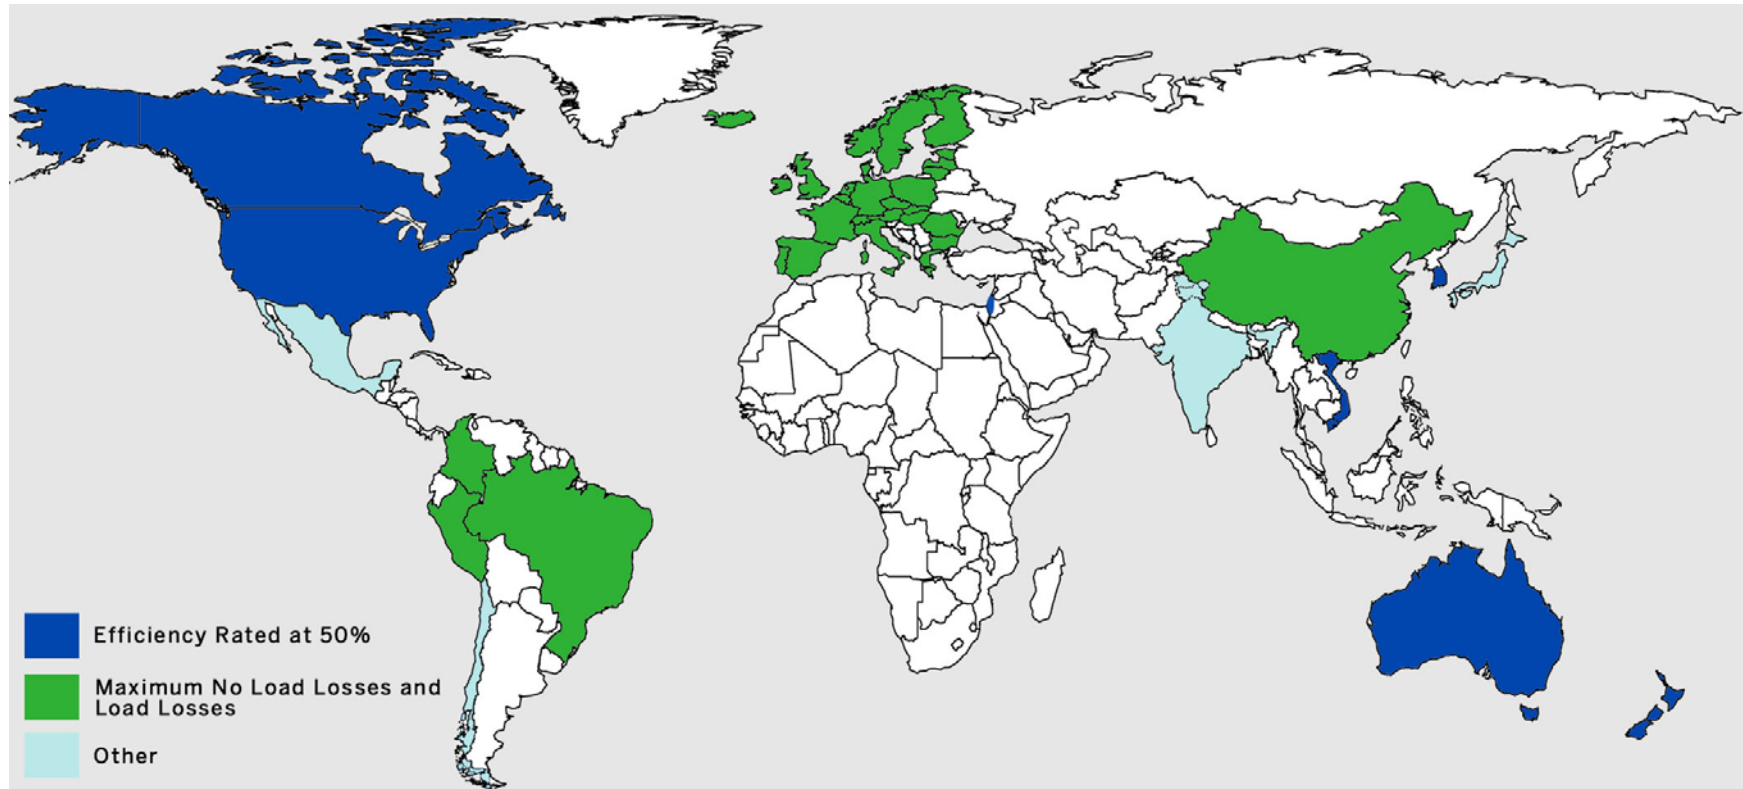 Efficiency Rated at 50%
Maximum No Load Losses and
Load Losses
Other